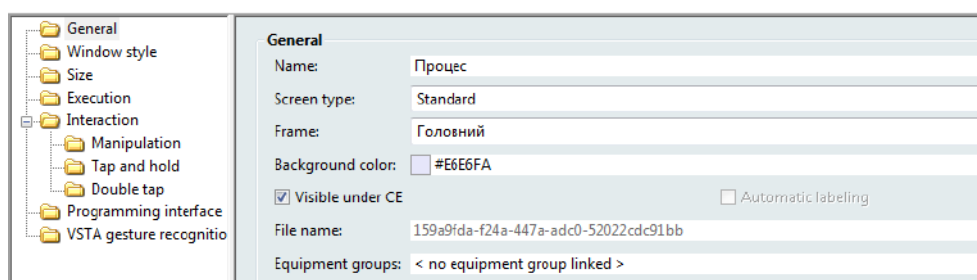 General
Window style
Size
Execution
Interaction
Manipulation
Tap and hold
Double tap
Programming interface
VSTA gesture recognitio
General
Name: Процес
Screen type: Standard
Frame: Головний
Background color: #E6E6FA
Visible under CE Automatic labeling
File name: 159a9fda-f24a-447a-adc0-52022cdc91bb
Equipment groups: < no equipment group linked >